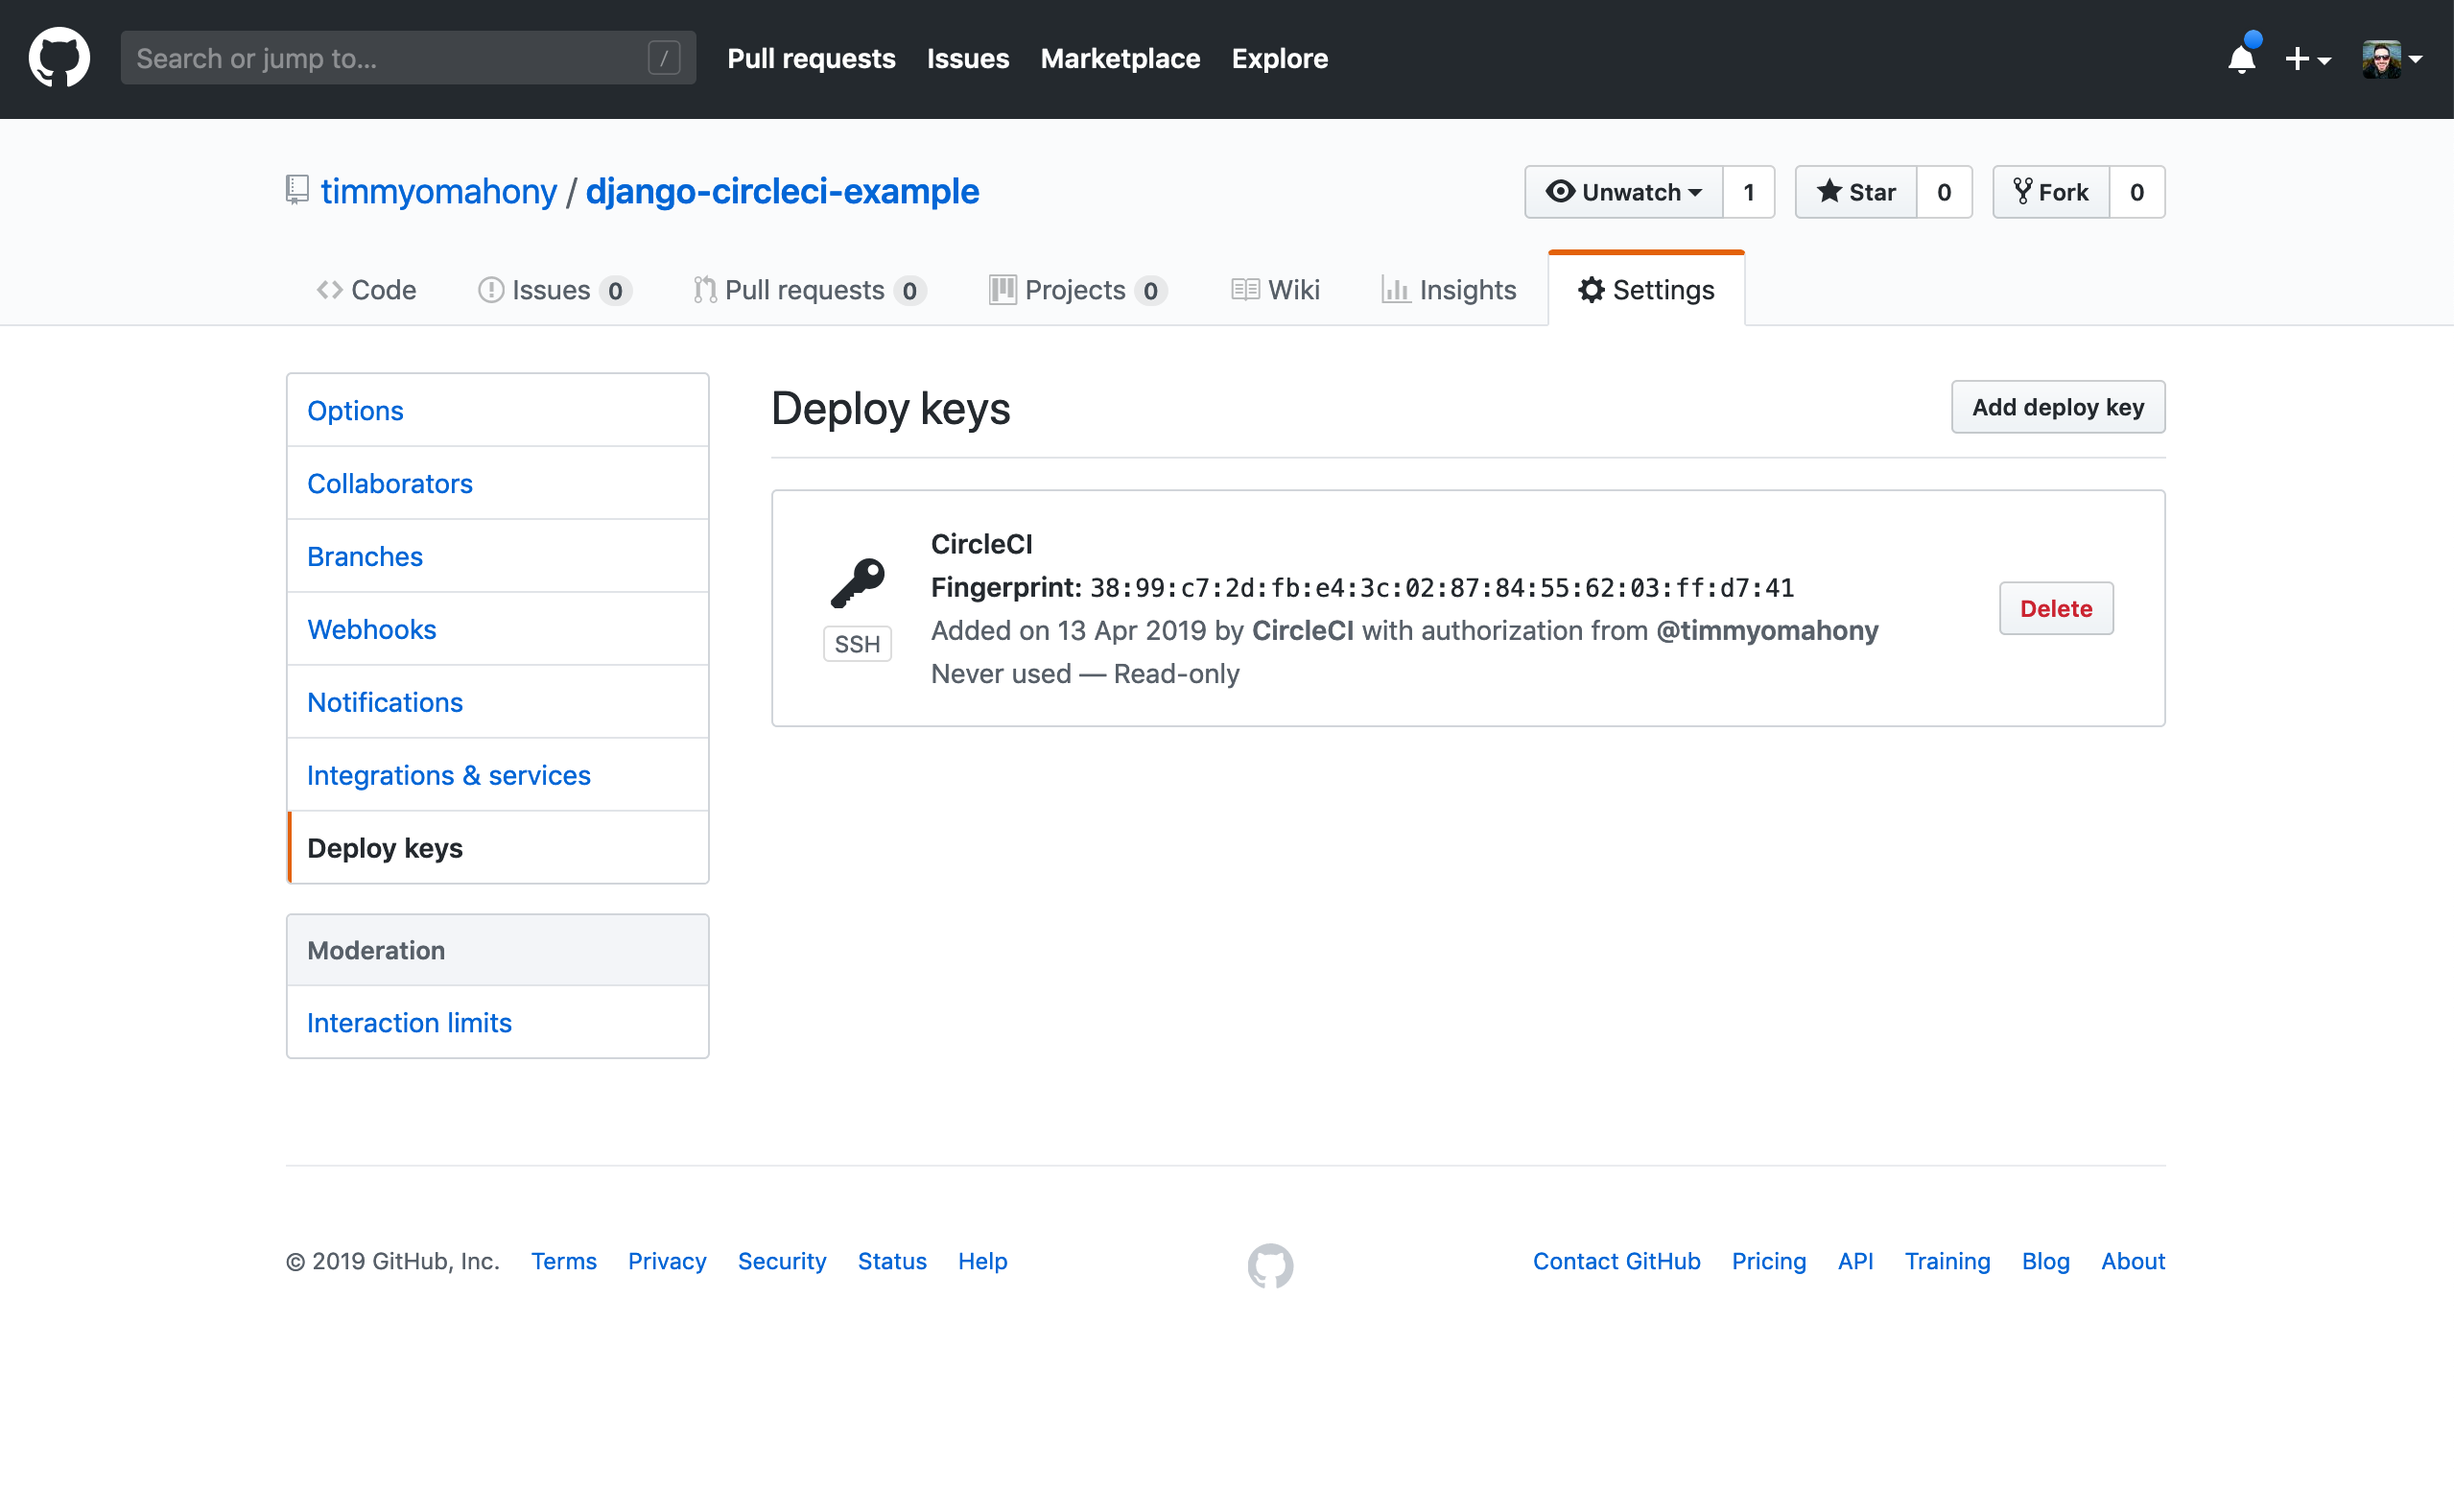 Search or jump to... /
Pull requests Issues Marketplace Explore
timmyomahony / django-circleci-example
Unwatch 1 Star 0 Fork 0
Code Issues 0 Pull requests 0 Projects 0 Wiki Insights Settings
Options
Collaborators
Branches
Webhooks
Notifications
Integrations & services
Deploy keys
Moderation
Interaction limits
Deploy keys
Add deploy key
CircleCI
Fingerprint: 38:99:c7:2d:fb:e4:3c:02:87:84:55:62:03:ff:d7:41
Added on 13 Apr 2019 by CircleCI with authorization from @timmyomahony
Never used — Read-only
SSH
Delete
© 2019 GitHub, Inc. Terms Privacy Security Status Help
Contact GitHub Pricing API Training Blog About